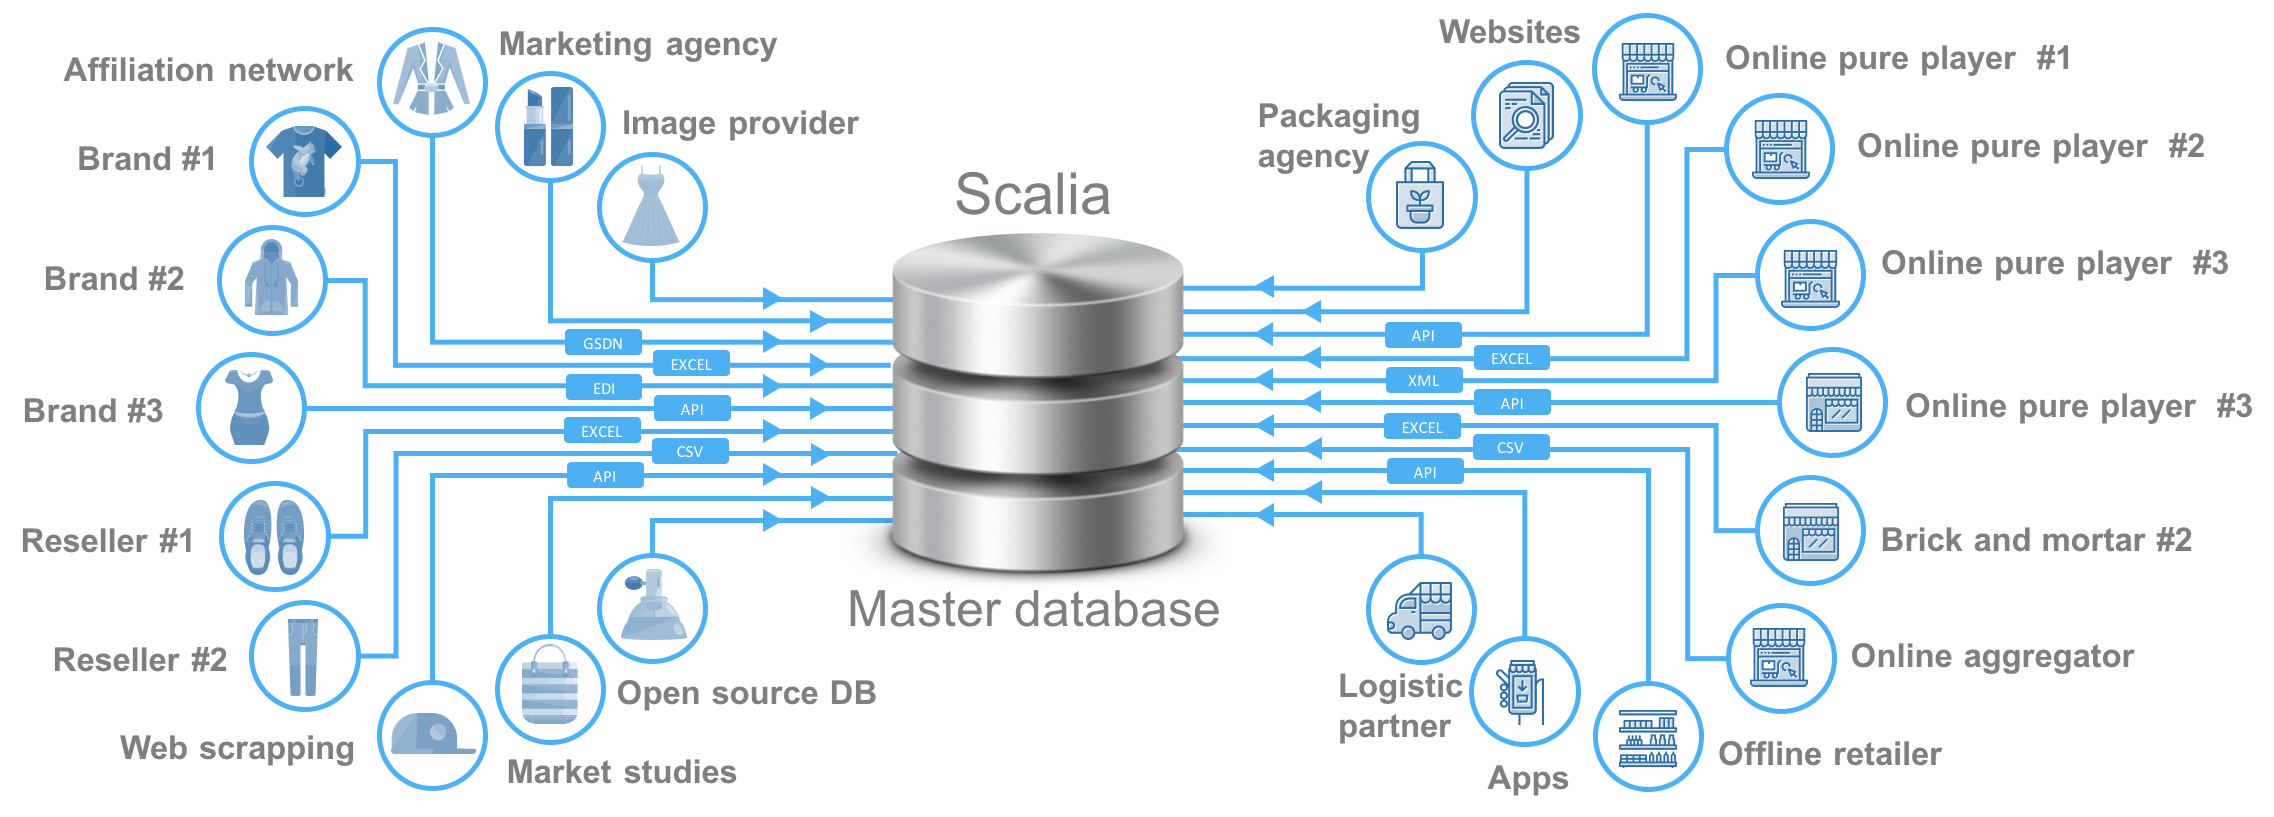 Affiliation network
Marketing agency
Image provider
Brand #1
Brand #2
Brand #3
Reseller #1
Reseller #2
Web scrapping
Market studies
Open source DB
GSDN
EXCEL
EDI
API
EXCEL
CSV
API
Scalia
Master database
Packaging
agency
Websites
Online pure player #1
Online pure player #2
Online pure player #3
Online pure player #3
Brick and mortar #2
Online aggregator
Offline retailer
Apps
Logistic
partner
API
EXCEL
XML
API
EXCEL
CSV
API